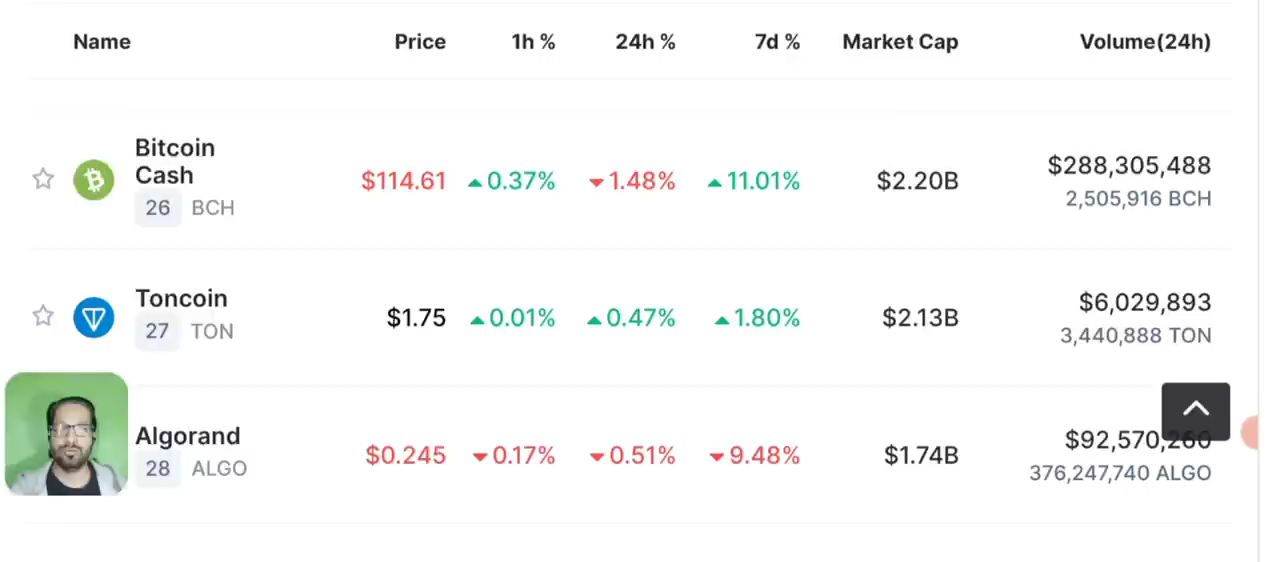 Name Price 1h % 24h % 7d % Market Cap Volume(24h)
Bitcoin
Cash
26 BCH
$114.61 0.37% 1.48% 11.01% $2.20B
$288,305,488
2,505,916 BCH
Toncoin
27 TON
$1.75 0.01% 0.47% 1.80% $2.13B
$6,029,893
3,440,888 TON
Algorand
28 ALGO
$0.245 0.17% 0.51% 9.48% $1.74B
$92,570,260
376,247,740 ALGO